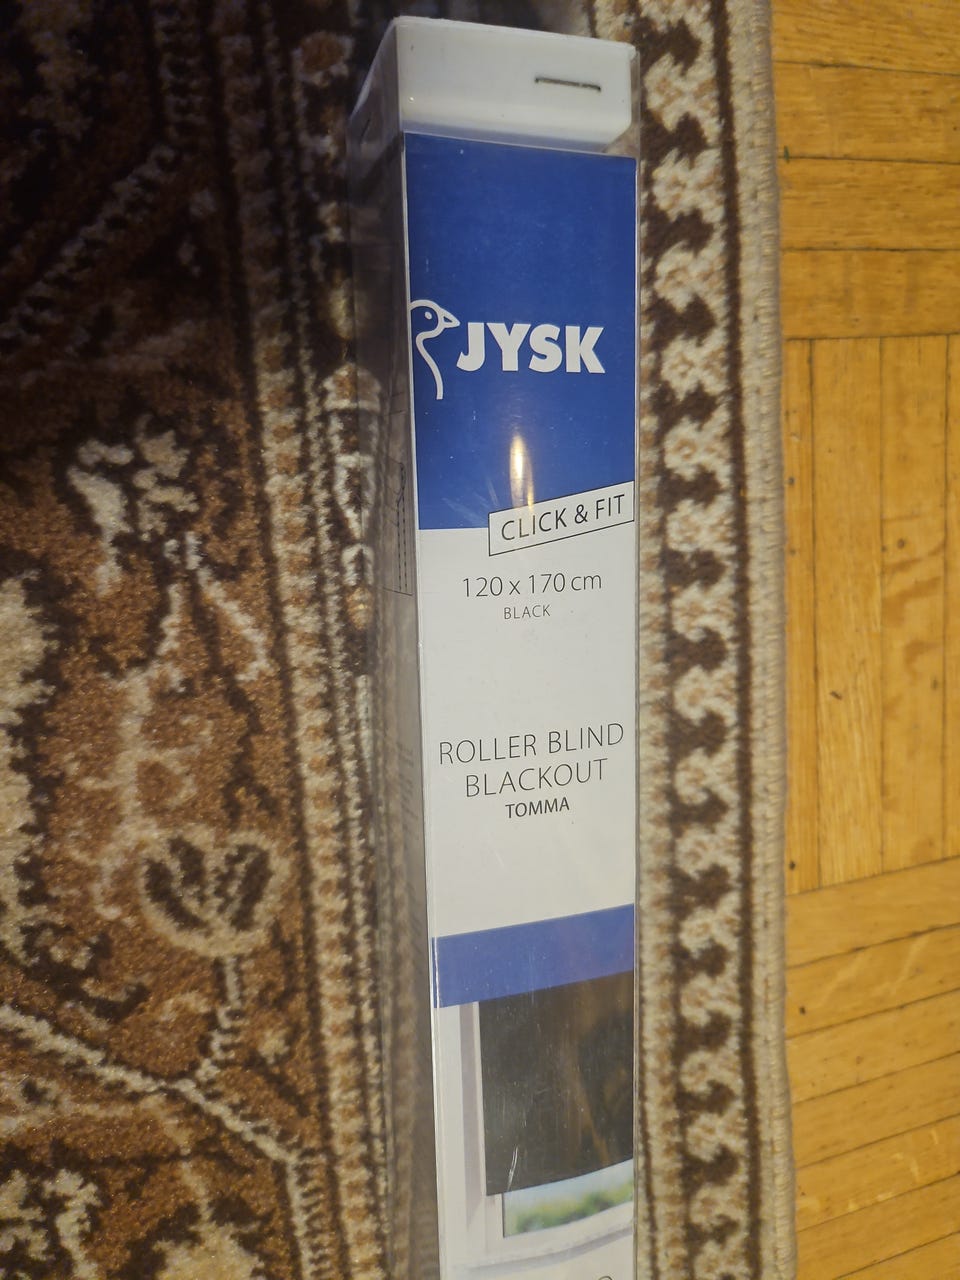 JYSK
CLICK & FIT
120 x 170 cm
BLACK
ROLLER BLIND
BLACKOUT
TOMMA